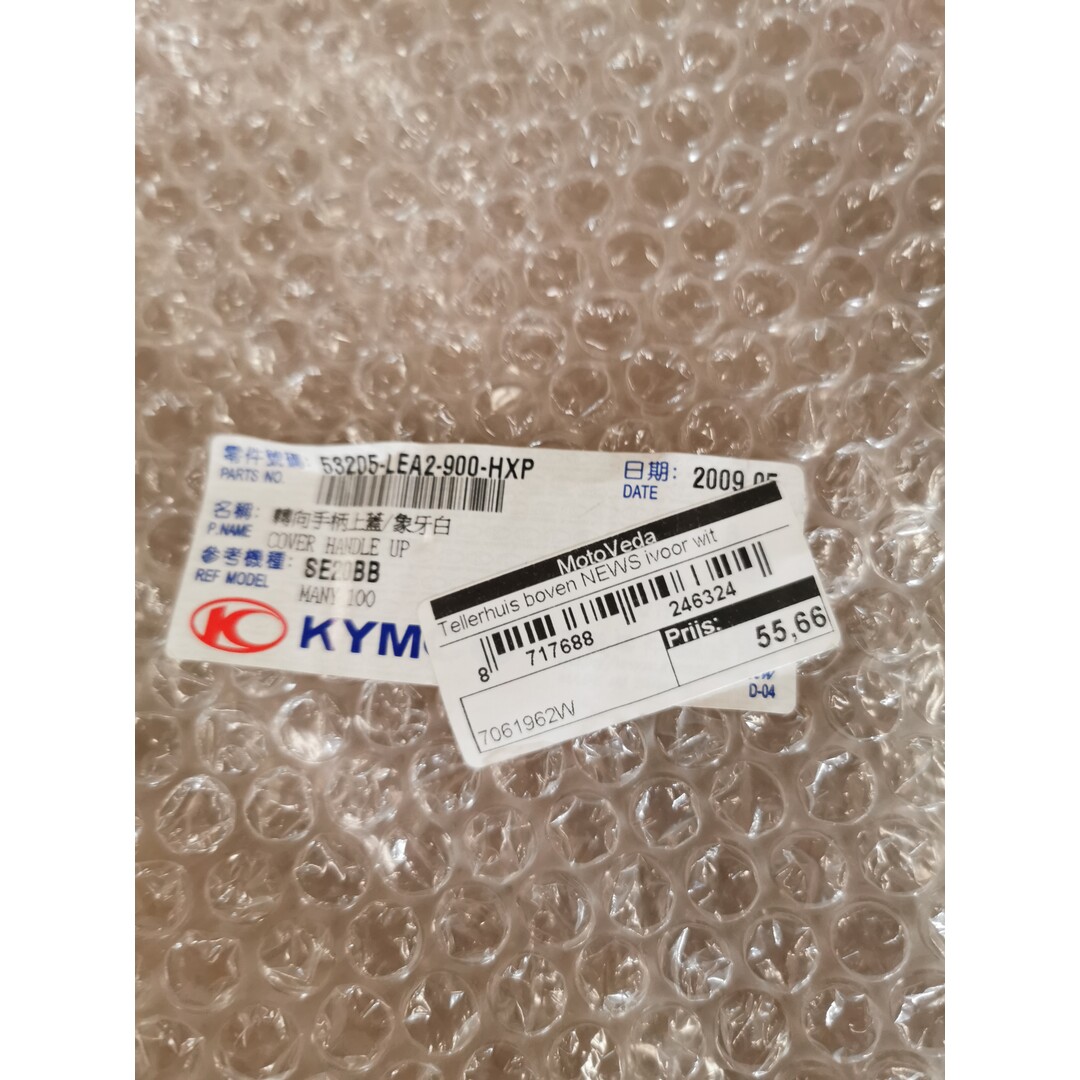 零件號碼: 53205-LEA2-900-HXP
PARTS NO.
日期: 2009.05
DATE
名稱: 轉向手柄上蓋/象牙白
P.NAME COVER HANDLE UP
參考機種: SE20BB
REF MODEL MANY 100
KYM
D-04
MotoVeda
Tellerhuis boven NEWS ivoor wit
8 717688 246324
Prijs: 55,66
7061962W